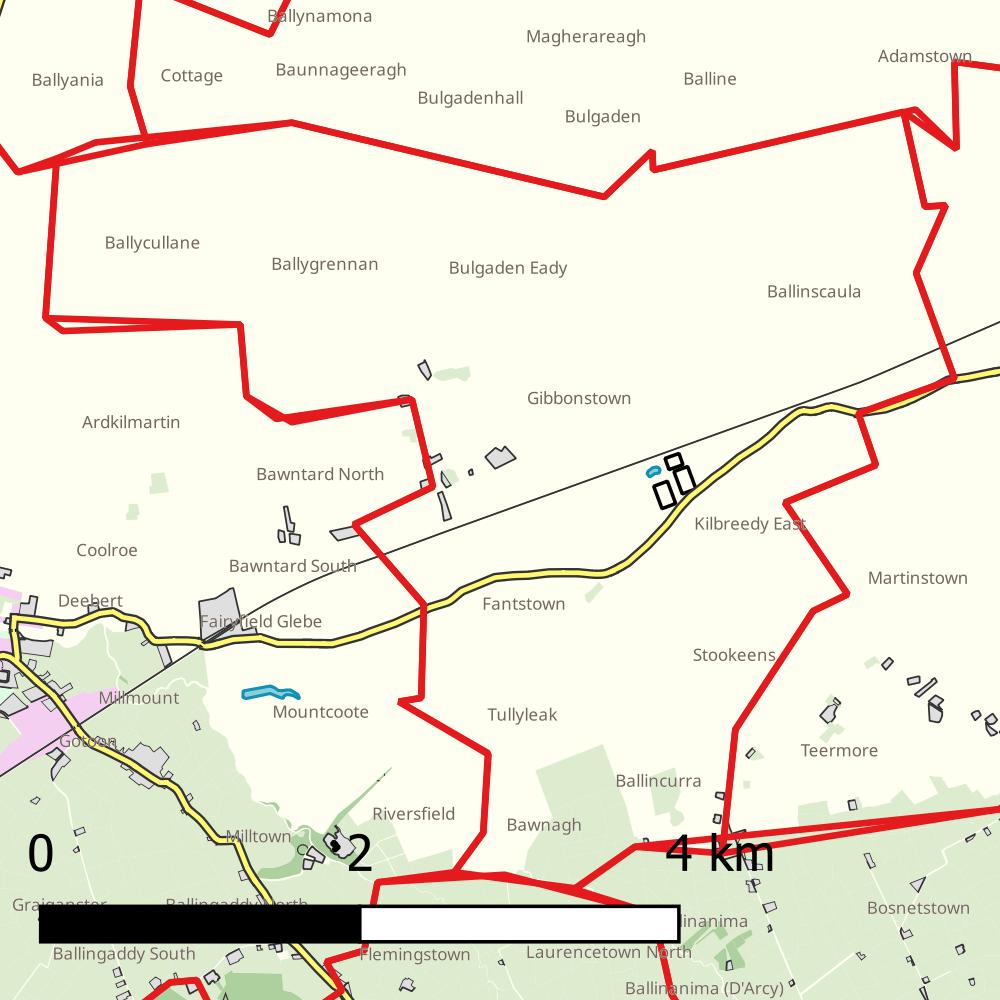 Ballynamona
Magherareagh
Adamstown
Ballyania
Cottage
Baunnageeragh
Balline
Bulgadenhall
Bulgaden
Ballycullane
Ballygrennan
Bulgaden Eady
Ballinscaula
Gibbonstown
Ardkilmartin
Bawntard North
Kilbreedy East
Coolroe
Bawntard South
Martinstown
Deebert
Fantstown
Fairyfield Glebe
Stookeens
Millmount
Mountcoote
Tullyleak
Gotoon
Teermore
Ballincurra
Riversfield
Bawnagh
Milltown
0 2 4 km
Ballingaddy North
Bosnetstown
Ballingaddy South
Flemingstown
Laurencetown North
Ballinanima (D'Arcy)